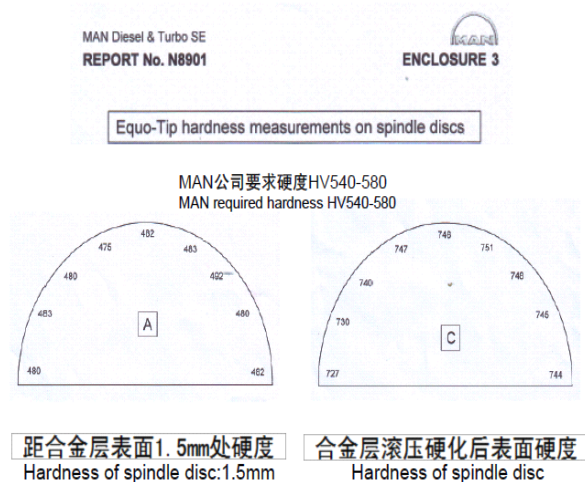 MAN Diesel & Turbo SE
REPORT No. N8901
MAN
ENCLOSURE 3
Equo-Tip hardness measurements on spindle discs
MAN公司要求硬度HV540-580
MAN required hardness HV540-580
482
475
483
480
492
483
480
A
480
462
746
747
751
740
748
730
745
C
727
744
距合金层表面1.5mm处硬度
合金层滚压硬化后表面硬度
Hardness of spindle disc:1.5mm
Hardness of spindle disc